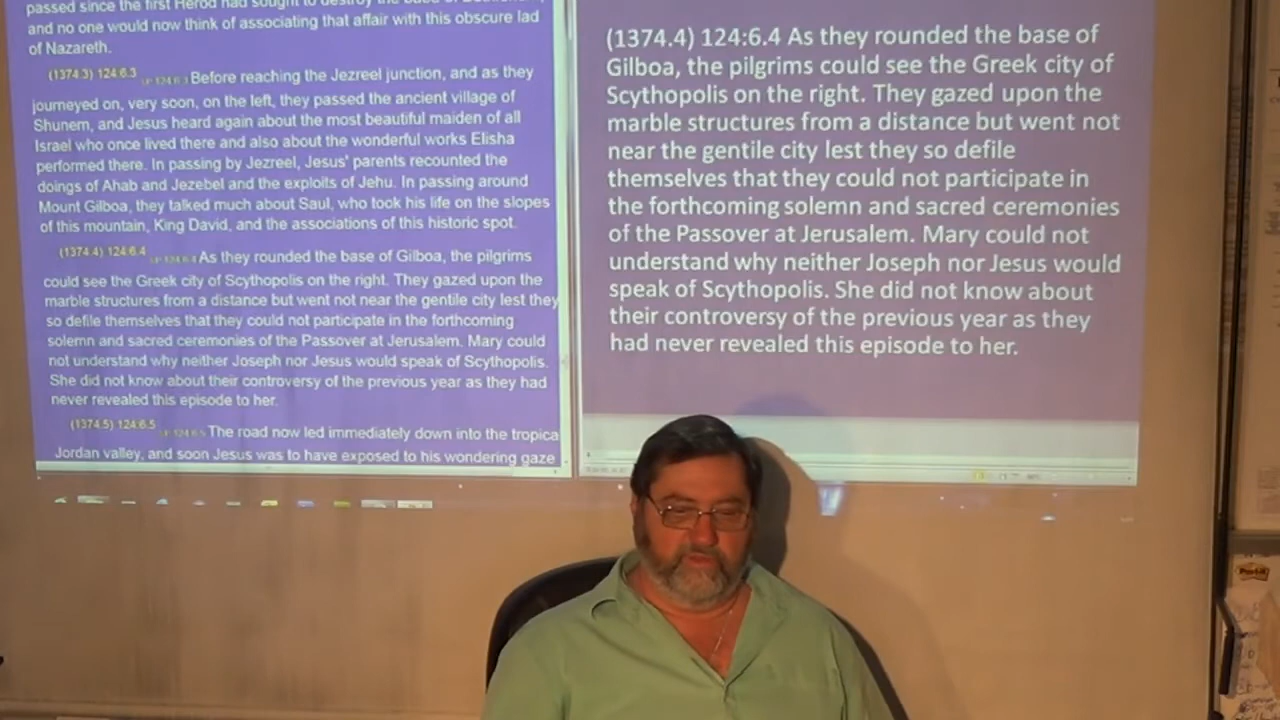 passed since the first Herod had sought to destroy the babe of Bethlehem,
and no one would now think of associating that affair with this obscure lad
of Nazareth.
(1374.3) 124:6.3 Before reaching the Jezreel junction, and as they
journeyed on, very soon, on the left, they passed the ancient village of
Shunem, and Jesus heard again about the most beautiful maiden of all
Israel who once lived there and also about the wonderful works Elisha
performed there. In passing by Jezreel, Jesus' parents recounted the
doings of Ahab and Jezebel and the exploits of Jehu. In passing around
Mount Gilboa, they talked much about Saul, who took his life on the slopes
of this mountain, King David, and the associations of this historic spot.
(1374.4) 124:6.4 As they rounded the base of Gilboa, the pilgrims
could see the Greek city of Scythopolis on the right. They gazed upon the
marble structures from a distance but went not near the gentile city lest they
so defile themselves that they could not participate in the forthcoming
solemn and sacred ceremonies of the Passover at Jerusalem. Mary could
not understand why neither Joseph nor Jesus would speak of Scythopolis.
She did not know about their controversy of the previous year as they had
never revealed this episode to her.
(1374.5) 124:6.5 The road now led immediately down into the tropica
Jordan valley, and soon Jesus was to have exposed to his wondering gaze
(1374.4) 124:6.4 As they rounded the base of
Gilboa, the pilgrims could see the Greek city of
Scythopolis on the right. They gazed upon the
marble structures from a distance but went not
near the gentile city lest they so defile
themselves that they could not participate in
the forthcoming solemn and sacred ceremonies
of the Passover at Jerusalem. Mary could not
understand why neither Joseph nor Jesus would
speak of Scythopolis. She did not know about
their controversy of the previous year as they
had never revealed this episode to her.
Post-it